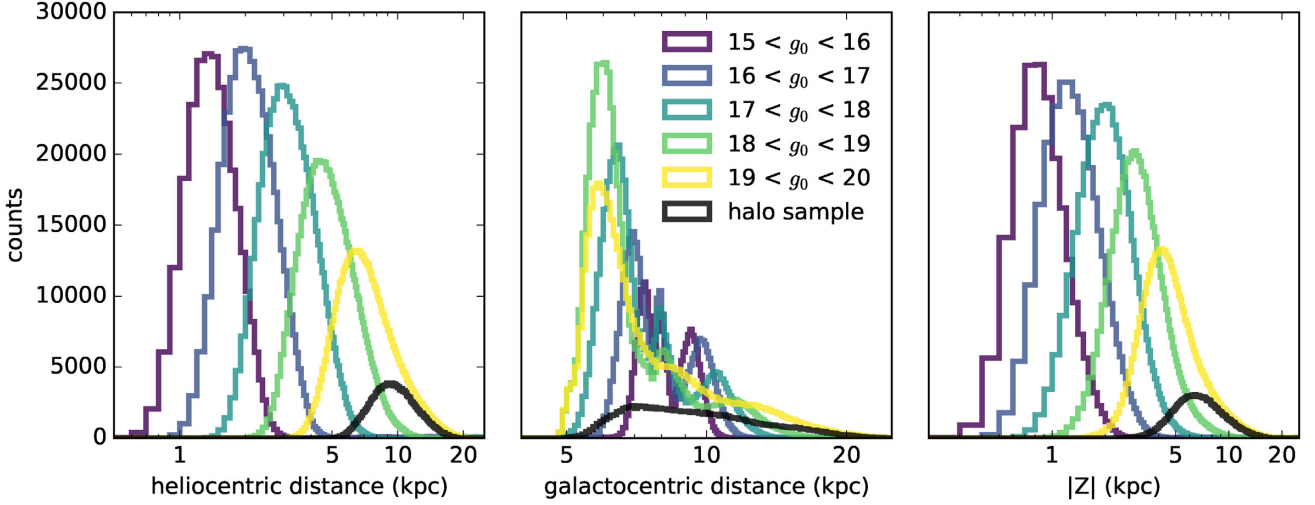 counts
30000
25000
20000
15000
10000
5000
0
1 5 10 20
heliocentric distance (kpc)
15 < g₀ < 16
16 < g₀ < 17
17 < g₀ < 18
18 < g₀ < 19
19 < g₀ < 20
halo sample
5 10 20
galactocentric distance (kpc)
1 5 10 20
|Z| (kpc)